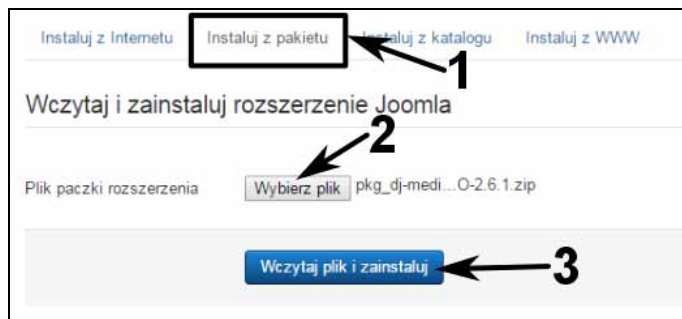 Instaluj z Internetu Instaluj z pakietu Instaluj z katalogu Instaluj z WWW
1
Wczytaj i zainstaluj rozszerzenie Joomla
2
Plik paczki rozszerzenia Wybierz plik pkg_dj-medi...O-2.6.1.zip
Wczytaj plik i zainstaluj 3